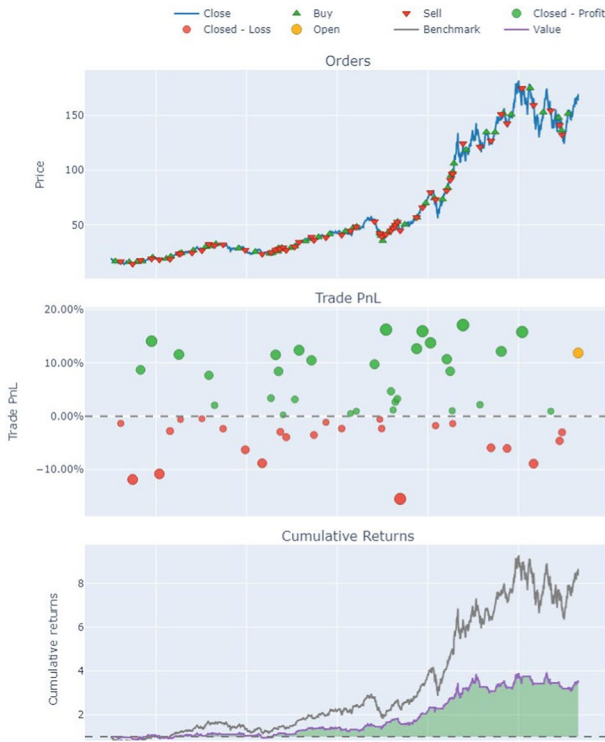 Close Buy Sell Closed - Profit
Closed - Loss Open Benchmark Value
Orders
150
100
50
Price
Trade PnL
20.00%
10.00%
0.00%
−10.00%
Trade PnL
Cumulative Returns
8
6
4
2
Cumulative returns